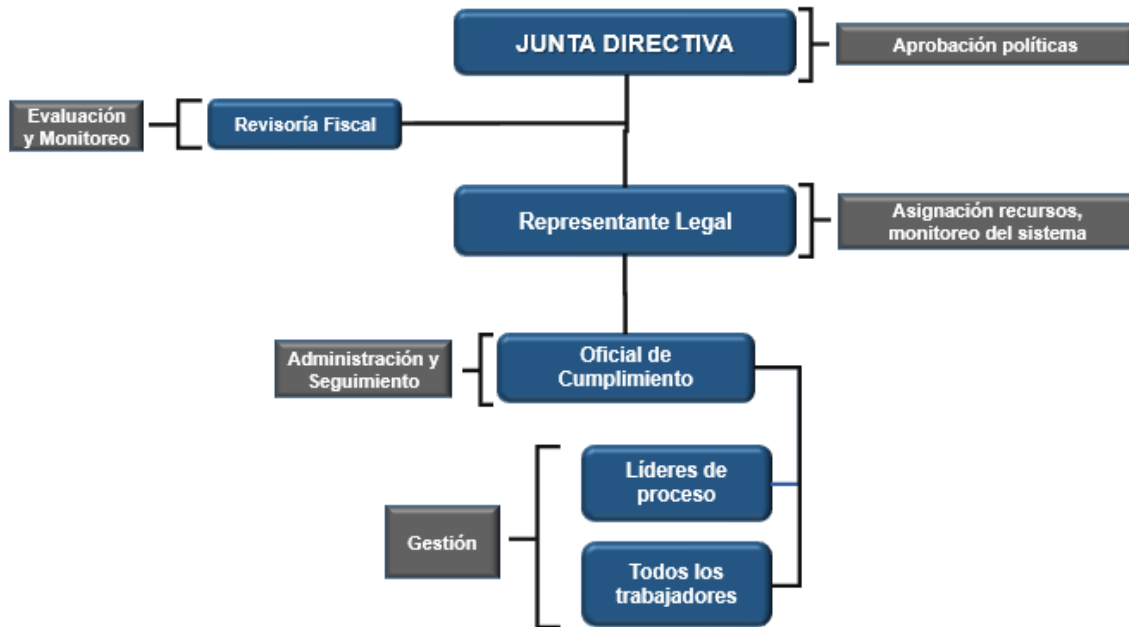 JUNTA DIRECTIVA
Aprobación políticas
Evaluación
y Monitoreo
Revisoría Fiscal
Representante Legal
Asignación recursos,
monitoreo del sistema
Administración y
Seguimiento
Oficial de
Cumplimiento
Líderes de
proceso
Gestión
Todos los
trabajadores